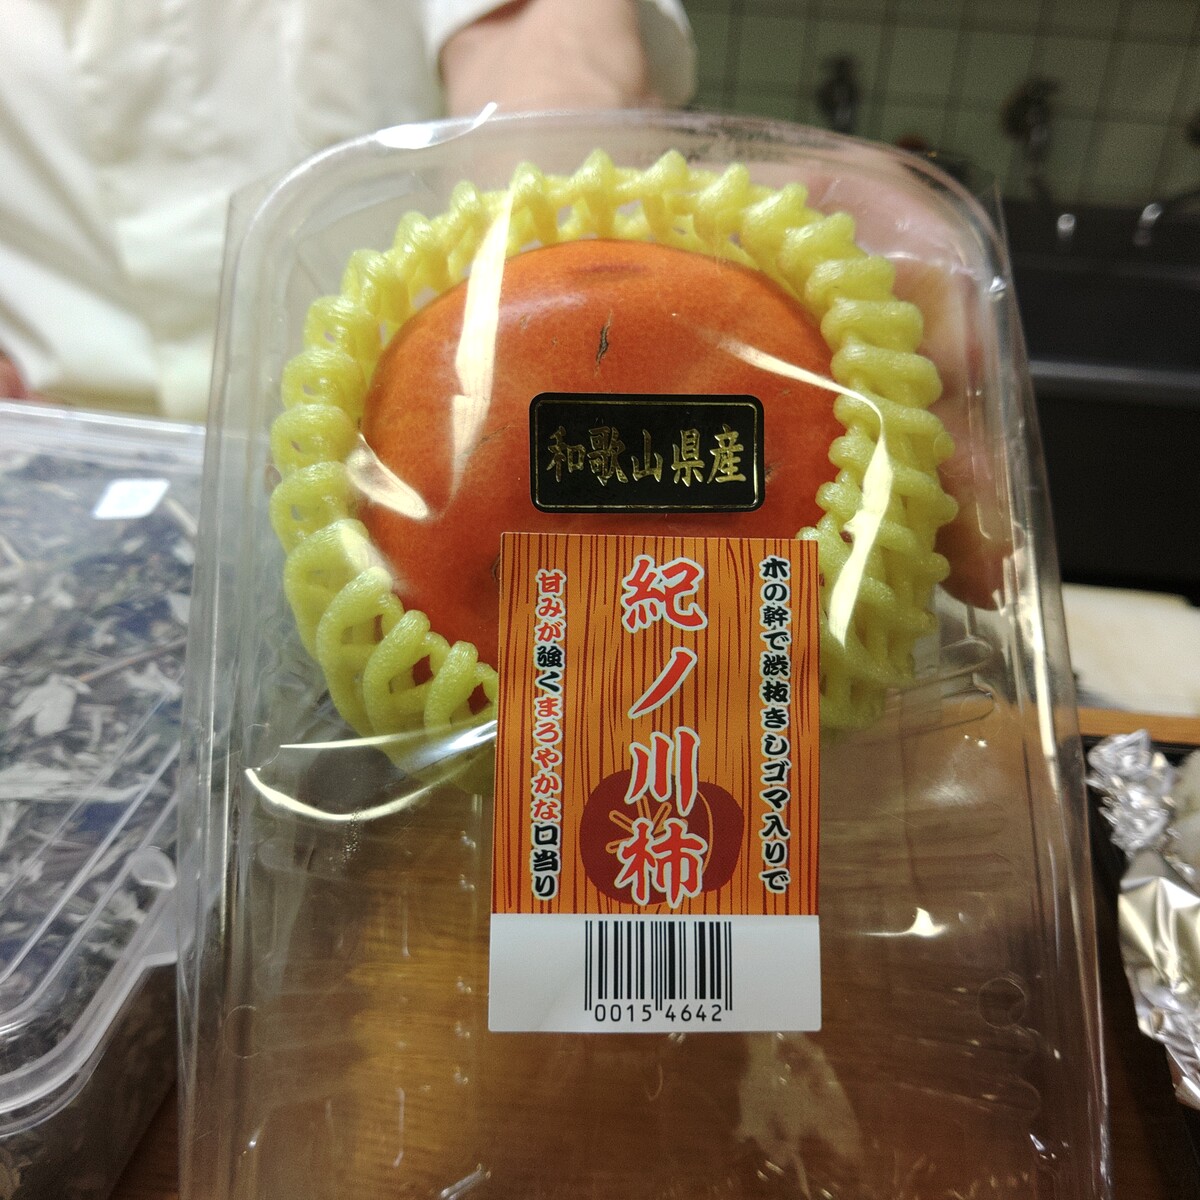 和歌山県産
木の幹で渋抜きしゴマ入りで
紀ノ川柿
甘みが強くまろやかな口当り
0015 4642